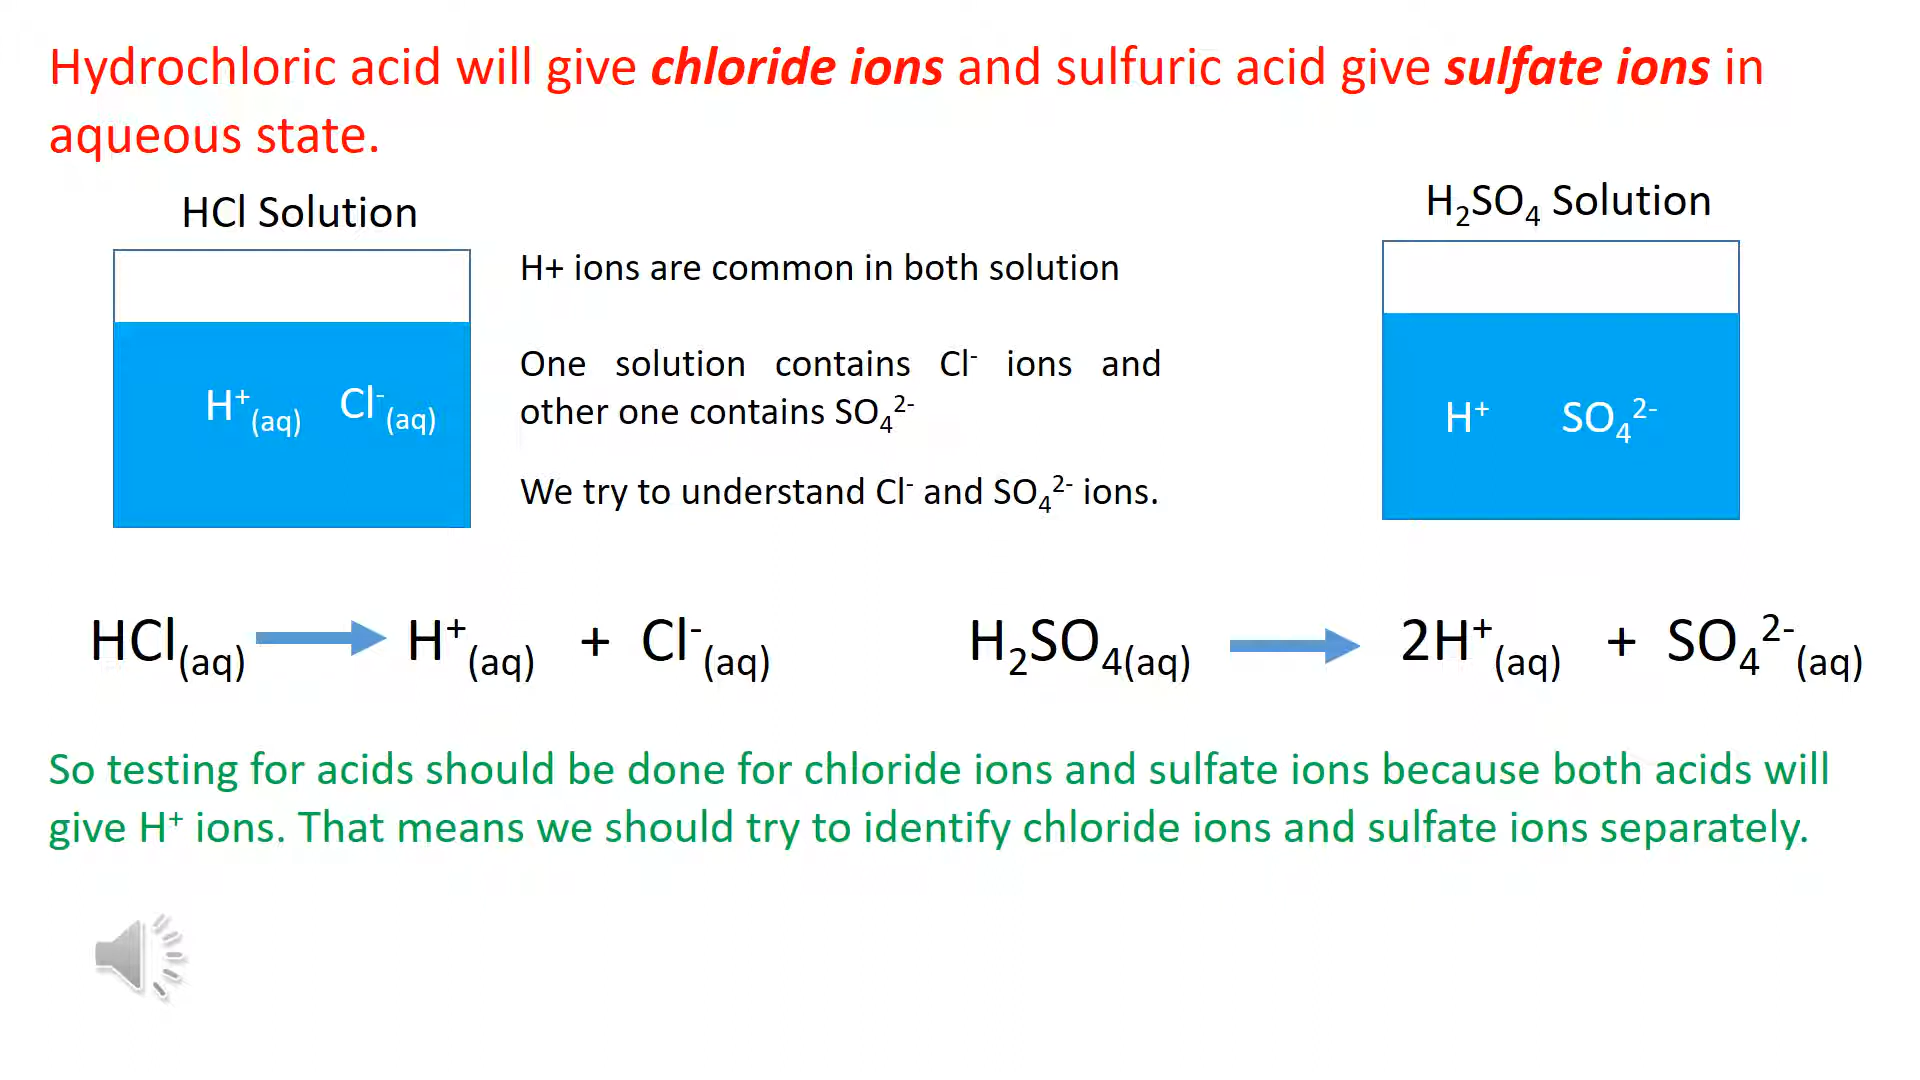 Hydrochloric acid will give chloride ions and sulfuric acid give sulfate ions in
aqueous state.
HCl Solution
H⁺(aq) Cl⁻(aq)
H+ ions are common in both solution
One solution contains Cl⁻ ions and
other one contains SO₄²⁻
We try to understand Cl⁻ and SO₄²⁻ ions.
H₂SO₄ Solution
H⁺ SO₄²⁻
HCl(aq) → H⁺(aq) + Cl⁻(aq)
H₂SO₄(aq) → 2H⁺(aq) + SO₄²⁻(aq)
So testing for acids should be done for chloride ions and sulfate ions because both acids will
give H⁺ ions. That means we should try to identify chloride ions and sulfate ions separately.